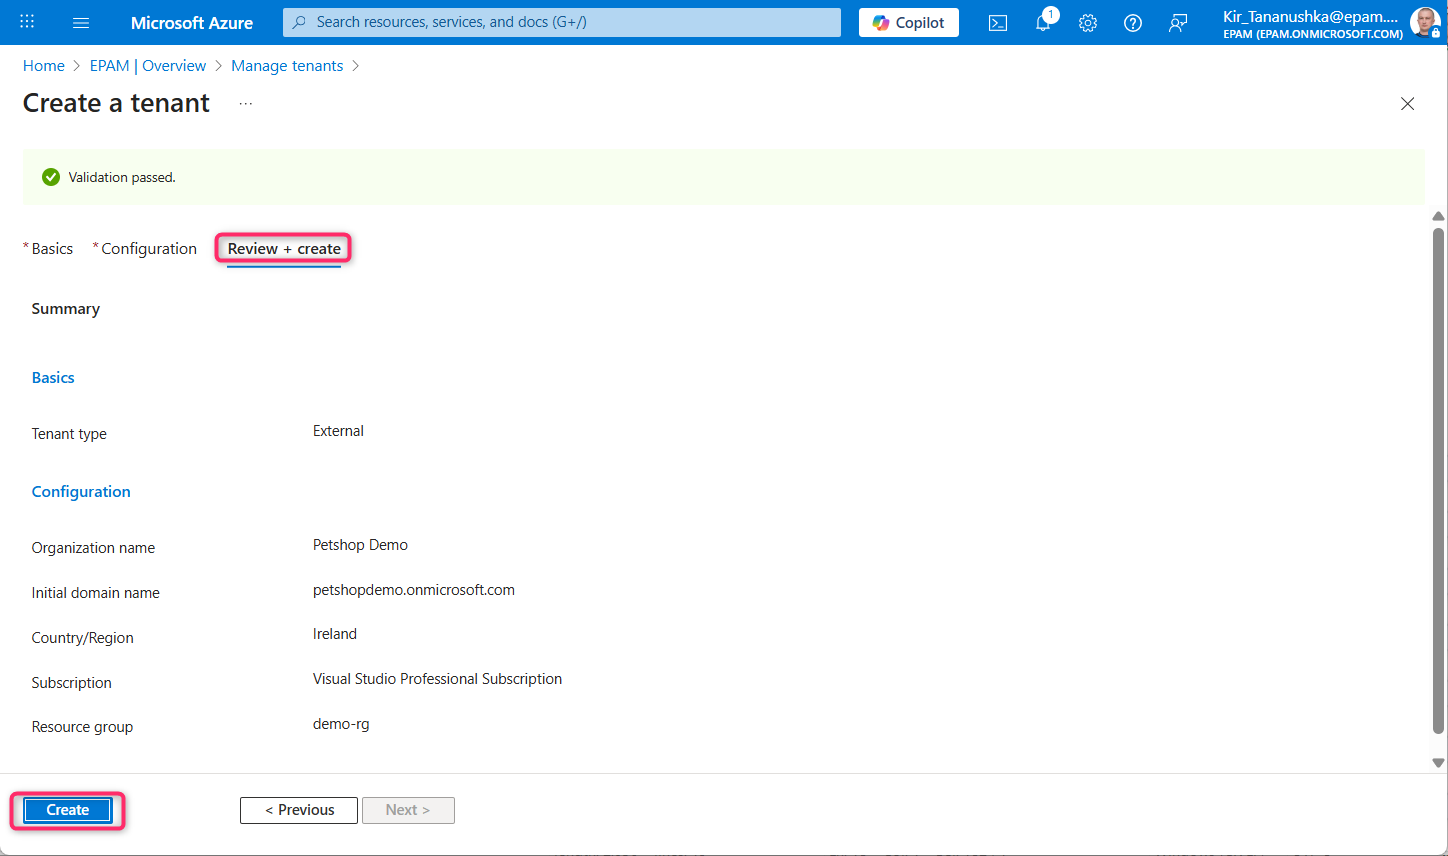 Microsoft Azure
Search resources, services, and docs (G+/)
Copilot
1
Kir_Tananushka@epam....
EPAM (EPAM.ONMICROSOFT.COM)
Home > EPAM | Overview > Manage tenants >
Create a tenant ...
Validation passed.
* Basics * Configuration Review + create
Summary
Basics
Tenant type External
Configuration
Organization name Petshop Demo
Initial domain name petshopdemo.onmicrosoft.com
Country/Region Ireland
Subscription Visual Studio Professional Subscription
Resource group demo-rg
Create < Previous Next >